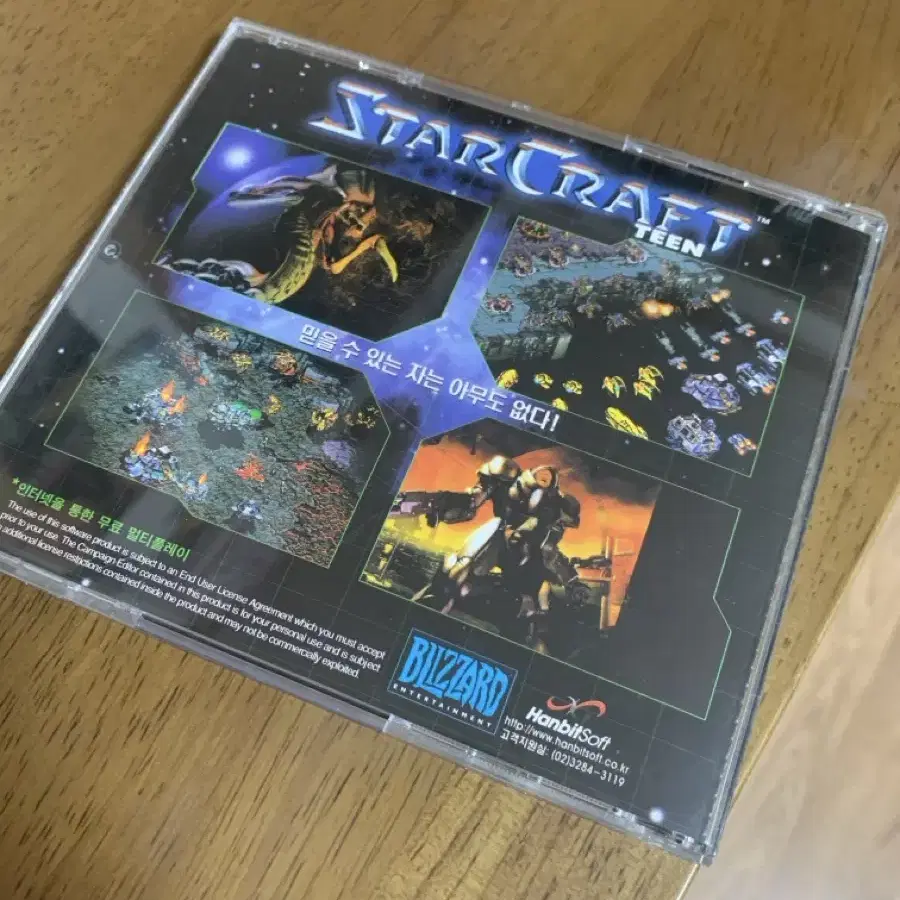 STARCRAFT™
TEEN
믿을 수 있는 자는 아무도 없다!
*인터넷을 통한 무료 멀티플레이
The use of this software product is subject to an End User License Agreement which you must accept
prior to your use. The Campaign Editor contained in this product is for your personal use and is subject
additional license restrictions contained inside the product and may not be commercially exploited.
BLIZZARD
ENTERTAINMENT
HanbitSoft
http://www.hanbitsoft.co.kr
고객지원실: (02)3284-3119